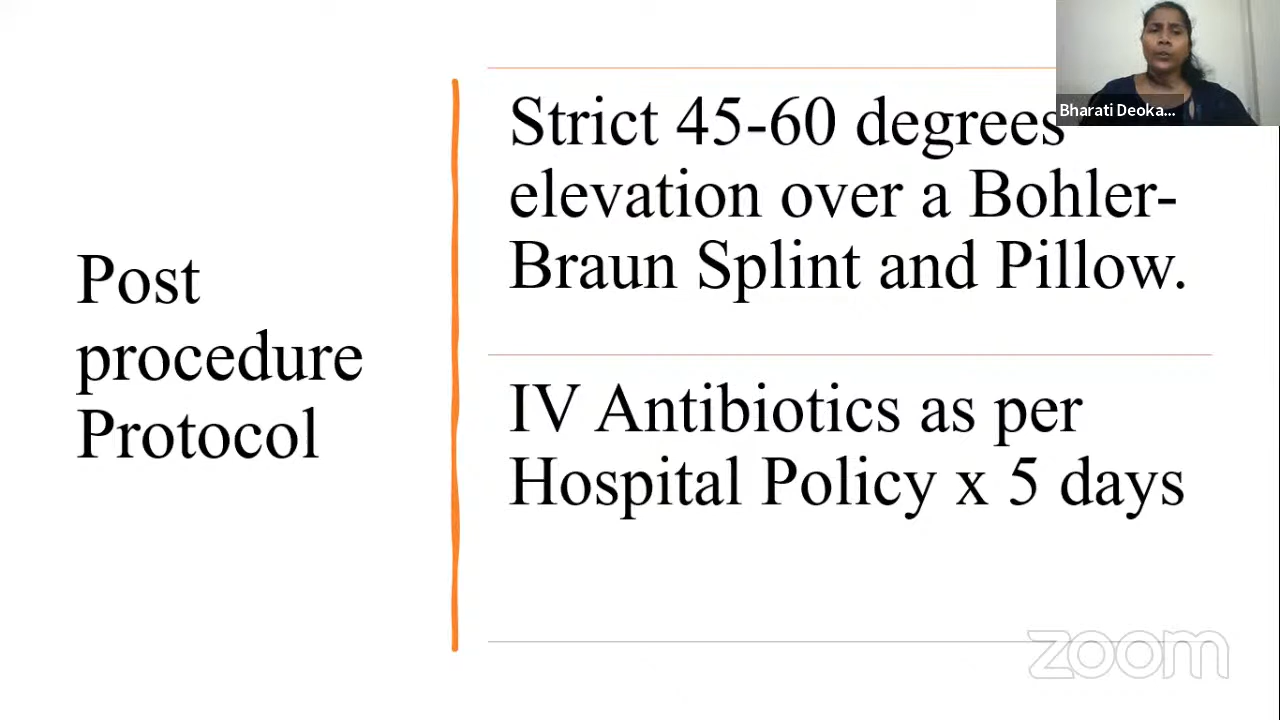 Post
procedure
Protocol
Strict 45-60 degrees
elevation over a Bohler-
Braun Splint and Pillow.
IV Antibiotics as per
Hospital Policy x 5 days
Bharati Deoka...
zoom